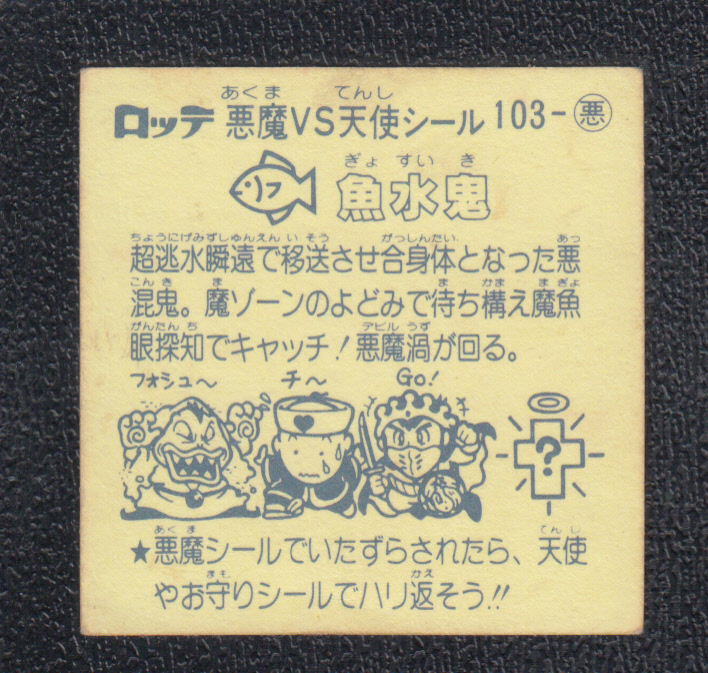 あくま てんし
ロッテ 悪魔VS天使シール 103-悪
ぎょ すい き
魚水鬼
ちょうにげみずしゅんえん い そう がっしんたい あっ
超逃水瞬遠で移送させ合身体となった悪
こん き ま ま かま ま ぎょ
混鬼。魔ゾーンのよどみで待ち構え魔魚
がんたん ち デビル うず
眼探知でキャッチ!悪魔渦が回る。
フォシュ〜 チ〜 Go!
?
あく ま てん し
★悪魔シールでいたずらされたら、天使
まも かえ
やお守りシールでハリ返そう!!